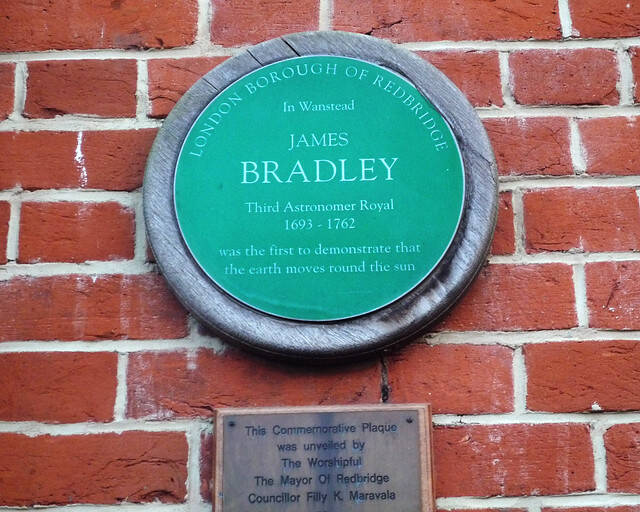 LONDON BOROUGH OF REDBRIDGE
In Wanstead
JAMES
BRADLEY
Third Astronomer Royal
1693 - 1762
was the first to demonstrate that
the earth moves round the sun
This Commemorative Plaque
was unveiled by
The Worshipful
The Mayor Of Redbridge
Councillor Filly K. Maravala